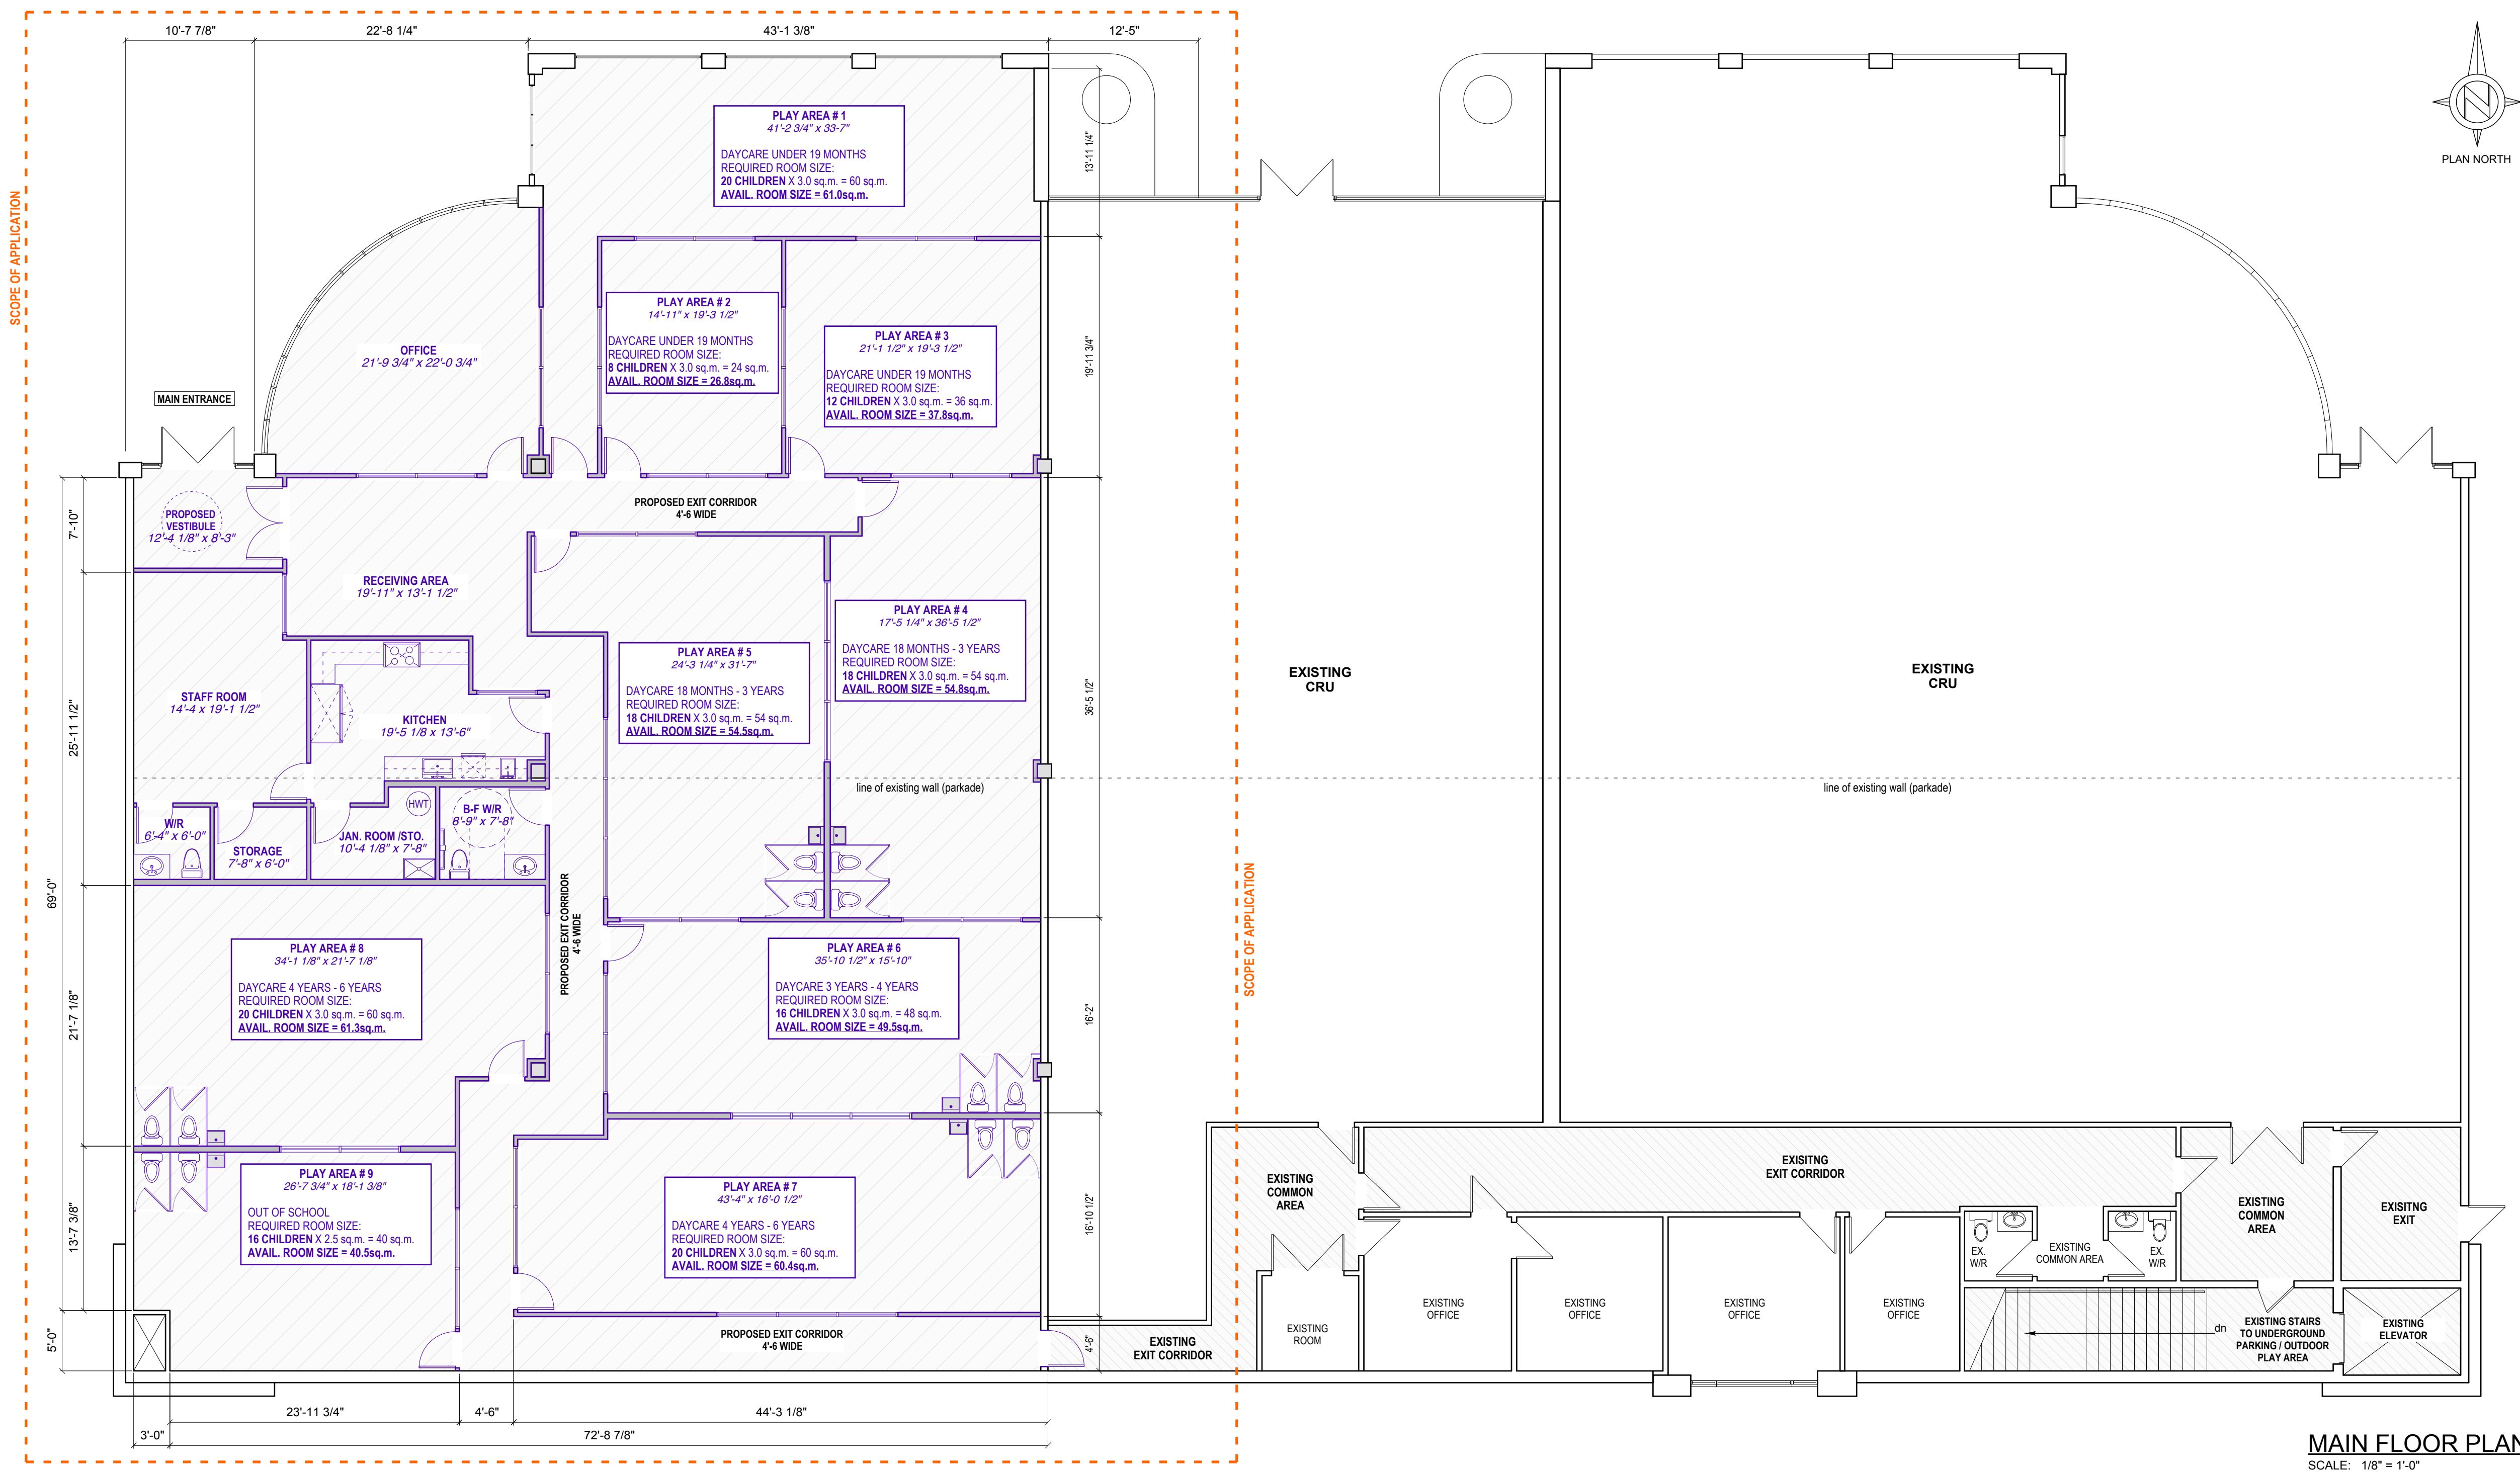 10'-7 7/8"
22'-8 1/4"
43'-1 3/8"
12'-5"
PLAN NORTH
SCOPE OF APPLICATION
PLAY AREA # 1
41'-2 3/4" x 33-7"
DAYCARE UNDER 19 MONTHS
REQUIRED ROOM SIZE:
20 CHILDREN X 3.0 sq.m. = 60 sq.m.
AVAIL. ROOM SIZE = 61.0sq.m.
13'-11 1/4"
PLAY AREA # 2
14'-11" x 19'-3 1/2"
DAYCARE UNDER 19 MONTHS
REQUIRED ROOM SIZE:
8 CHILDREN X 3.0 sq.m. = 24 sq.m.
AVAIL. ROOM SIZE = 26.8sq.m.
PLAY AREA # 3
21'-1 1/2" x 19'-3 1/2"
DAYCARE UNDER 19 MONTHS
REQUIRED ROOM SIZE:
12 CHILDREN X 3.0 sq.m. = 36 sq.m.
AVAIL. ROOM SIZE = 37.8sq.m.
19'-11 3/4"
OFFICE
21'-9 3/4" x 22'-0 3/4"
MAIN ENTRANCE
PROPOSED EXIT CORRIDOR
4'-6 WIDE
PROPOSED
VESTIBULE
12'-4 1/8" x 8'-3"
7'-10"
RECEIVING AREA
19'-11" x 13'-1 1/2"
PLAY AREA # 4
17'-5 1/4" x 36'-5 1/2"
DAYCARE 18 MONTHS - 3 YEARS
REQUIRED ROOM SIZE:
18 CHILDREN X 3.0 sq.m. = 54 sq.m.
AVAIL. ROOM SIZE = 54.8sq.m.
PLAY AREA # 5
24'-3 1/4" x 31'-7"
DAYCARE 18 MONTHS - 3 YEARS
REQUIRED ROOM SIZE:
18 CHILDREN X 3.0 sq.m. = 54 sq.m.
AVAIL. ROOM SIZE = 54.5sq.m.
36'-5 1/2"
EXISTING
CRU
EXISTING
CRU
STAFF ROOM
14'-4 x 19'-1 1/2"
KITCHEN
19'-5 1/8 x 13'-6"
25'-11 1/2"
line of existing wall (parkade)
line of existing wall (parkade)
HWT
W/R
6'-4" x 6'-0"
STORAGE
7'-8" x 6'-0"
JAN. ROOM /STO.
10'-4 1/8" x 7'-8"
B-F W/R
8'-9" x 7'-8"
69'-0"
PROPOSED EXIT CORRIDOR
4'-6 WIDE
SCOPE OF APPLICATION
PLAY AREA # 8
34'-1 1/8" x 21'-7 1/8"
DAYCARE 4 YEARS - 6 YEARS
REQUIRED ROOM SIZE:
20 CHILDREN X 3.0 sq.m. = 60 sq.m.
AVAIL. ROOM SIZE = 61.3sq.m.
21'-7 1/8"
PLAY AREA # 6
35'-10 1/2" x 15'-10"
DAYCARE 3 YEARS - 4 YEARS
REQUIRED ROOM SIZE:
16 CHILDREN X 3.0 sq.m. = 48 sq.m.
AVAIL. ROOM SIZE = 49.5sq.m.
16'-2"
PLAY AREA # 9
26'-7 3/4" x 18'-1 3/8"
OUT OF SCHOOL
REQUIRED ROOM SIZE:
16 CHILDREN X 2.5 sq.m. = 40 sq.m.
AVAIL. ROOM SIZE = 40.5sq.m.
13'-7 3/8"
PLAY AREA # 7
43'-4" x 16'-0 1/2"
DAYCARE 4 YEARS - 6 YEARS
REQUIRED ROOM SIZE:
20 CHILDREN X 3.0 sq.m. = 60 sq.m.
AVAIL. ROOM SIZE = 60.4sq.m.
16'-10 1/2"
EXISTING
COMMON
AREA
EXISITNG
EXIT CORRIDOR
EXISTING
COMMON
AREA
EXISITNG
EXIT
EX.
W/R
EXISTING
COMMON AREA
EX.
W/R
EXISTING
OFFICE
EXISTING
OFFICE
EXISTING
OFFICE
EXISTING
OFFICE
EXISTING
ROOM
dn
EXISTING STAIRS
TO UNDERGROUND
PARKING / OUTDOOR
PLAY AREA
EXISTING
ELEVATOR
5'-0"
PROPOSED EXIT CORRIDOR
4'-6 WIDE
4'-6"
EXISTING
EXIT CORRIDOR
23'-11 3/4"
4'-6"
44'-3 1/8"
3'-0"
72'-8 7/8"
MAIN FLOOR PLAN
SCALE: 1/8" = 1'-0"